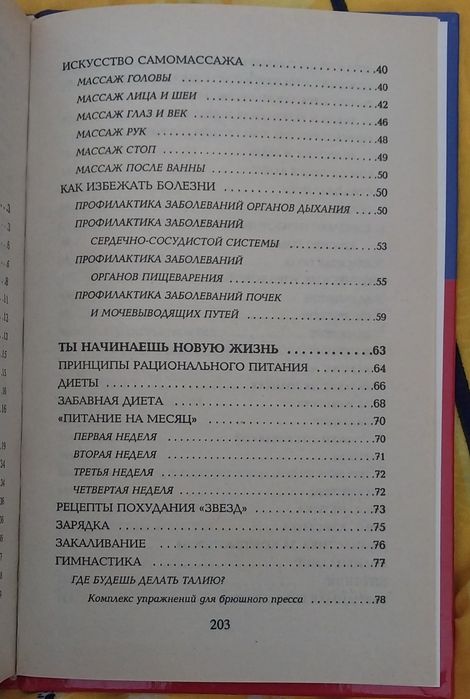 ИСКУССТВО САМОМАССАЖА ....................40
МАССАЖ ГОЛОВЫ ..............................40
МАССАЖ ЛИЦА И ШЕИ ..........................42
МАССАЖ ГЛАЗ И ВЕК ...........................46
МАССАЖ РУК ..................................48
МАССАЖ СТОП .................................49
МАССАЖ ПОСЛЕ ВАННЫ ........................50
КАК ИЗБЕЖАТЬ БОЛЕЗНИ .......................50
ПРОФИЛАКТИКА ЗАБОЛЕВАНИЙ ОРГАНОВ ДЫХАНИЯ ....50
ПРОФИЛАКТИКА ЗАБОЛЕВАНИЙ
СЕРДЕЧНО-СОСУДИСТОЙ СИСТЕМЫ ..............53
ПРОФИЛАКТИКА ЗАБОЛЕВАНИЙ
ОРГАНОВ ПИЩЕВАРЕНИЯ ......................55
ПРОФИЛАКТИКА ЗАБОЛЕВАНИЙ ПОЧЕК
И МОЧЕВЫВОДЯЩИХ ПУТЕЙ ....................59
ТЫ НАЧИНАЕШЬ НОВУЮ ЖИЗНЬ ............63
ПРИНЦИПЫ РАЦИОНАЛЬНОГО ПИТАНИЯ .........64
ДИЕТЫ ........................................66
ЗАБАВНАЯ ДИЕТА ...............................68
«ПИТАНИЕ НА МЕСЯЦ» ..........................70
ПЕРВАЯ НЕДЕЛЯ ...............................70
ВТОРАЯ НЕДЕЛЯ ...............................71
ТРЕТЬЯ НЕДЕЛЯ ...............................72
ЧЕТВЕРТАЯ НЕДЕЛЯ ............................72
РЕЦЕПТЫ ПОХУДАНИЯ «ЗВЕЗД» ..................73
ЗАРЯДКА ......................................75
ЗАКАЛИВАНИЕ .................................76
ГИМНАСТИКА ..................................77
ГДЕ БУДЕШЬ ДЕЛАТЬ ТАЛИЮ?
Комплекс упражнений для брюшного пресса ............78
203